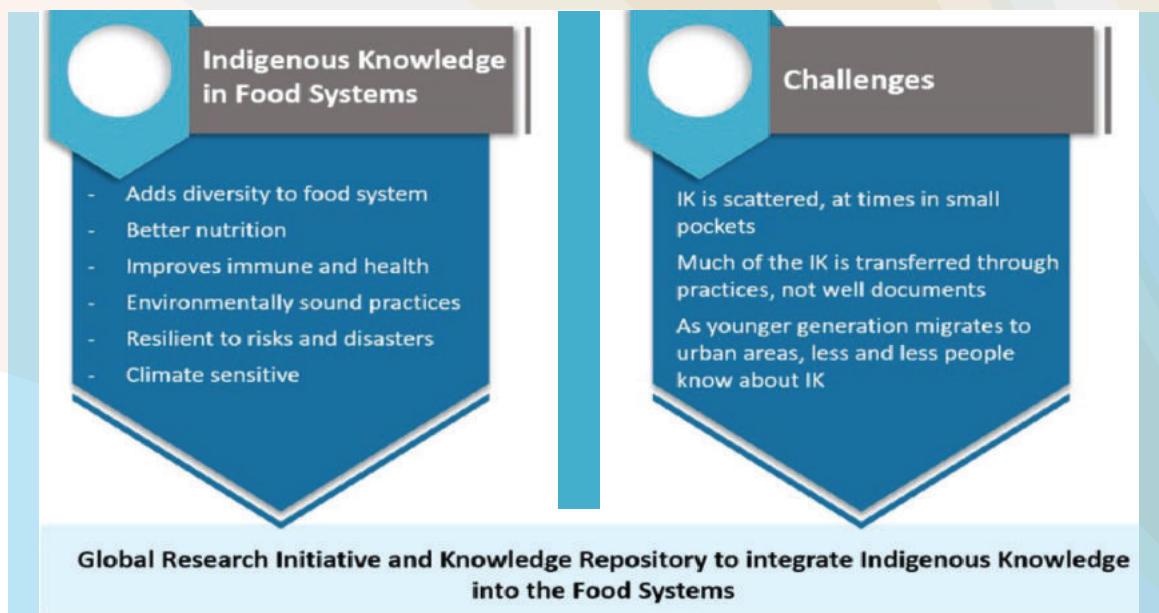 Indigenous Knowledge
in Food Systems
- Adds diversity to food system
- Better nutrition
- Improves immune and health
- Environmentally sound practices
- Resilient to risks and disasters
- Climate sensitive
Challenges
IK is scattered, at times in small
pockets
Much of the IK is transferred through
practices, not well documents
As younger generation migrates to
urban areas, less and less people
know about IK
Global Research Initiative and Knowledge Repository to integrate Indigenous Knowledge
into the Food Systems